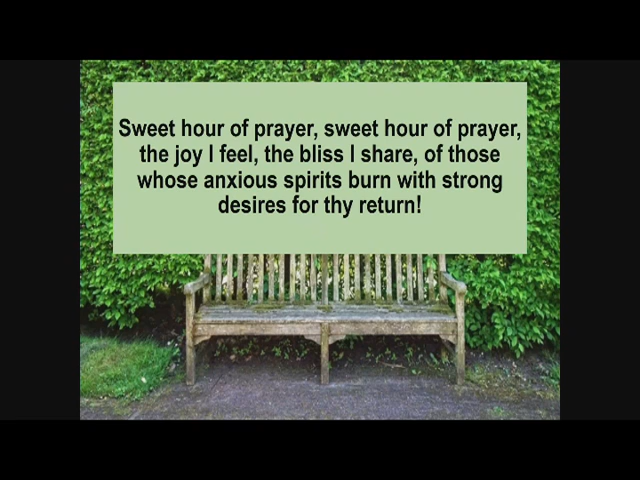 Sweet hour of prayer, sweet hour of prayer,
the joy I feel, the bliss I share, of those
whose anxious spirits burn with strong
desires for thy return!